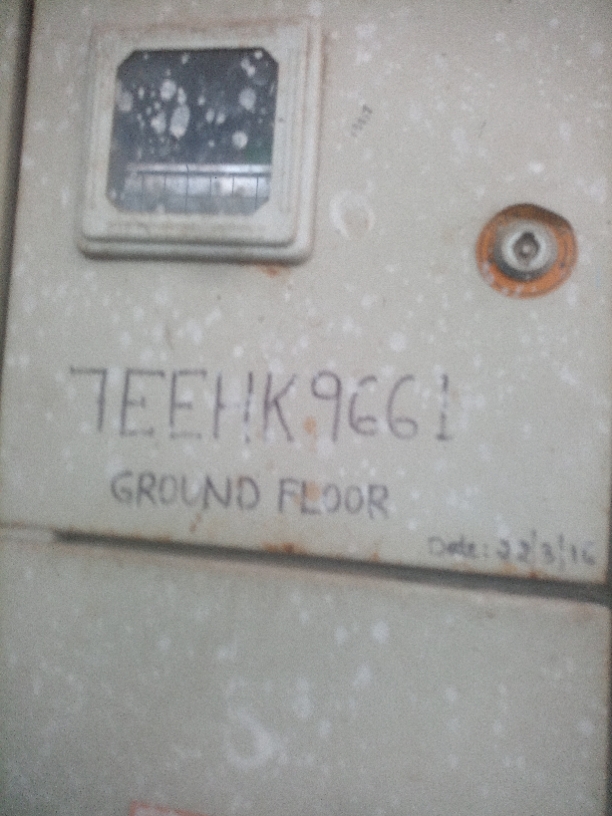 7EEHK9661
GROUND FLOOR
Date: 22/3/16